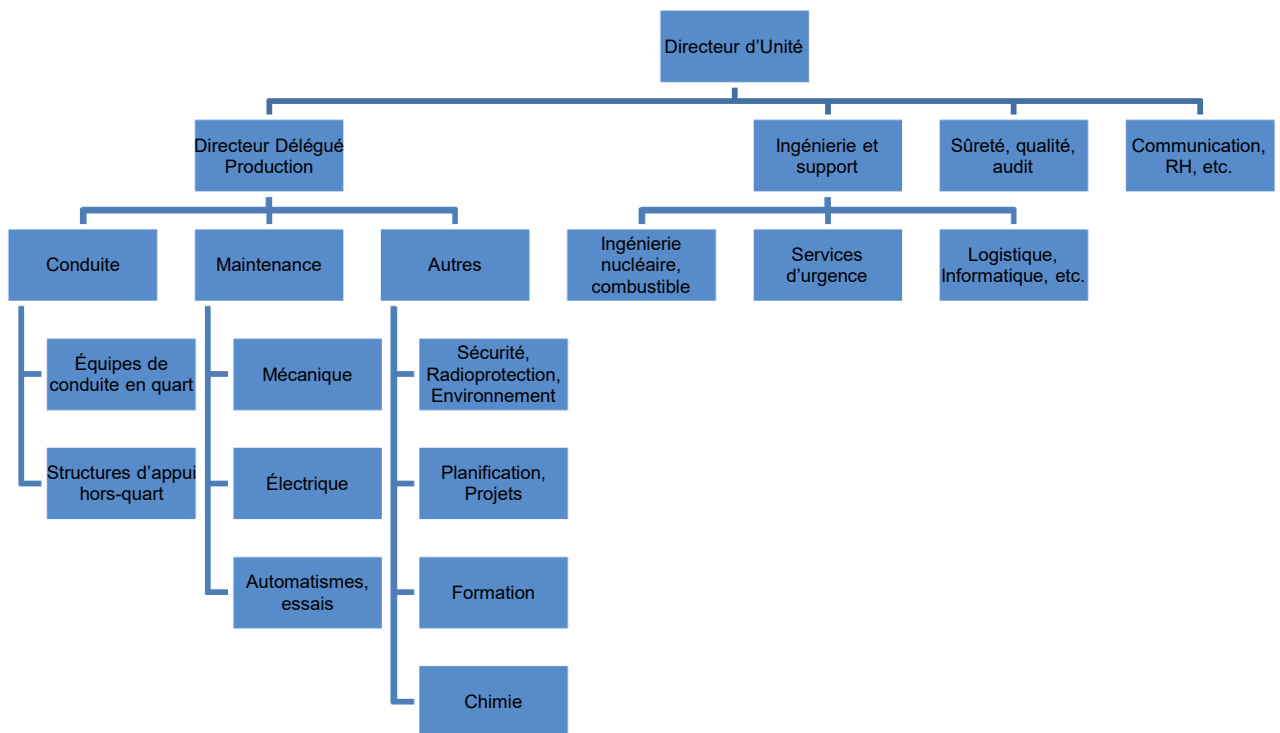 Directeur d’Unité
Directeur Délégué
Production
Ingénierie et
support
Sûreté, qualité,
audit
Communication,
RH, etc.
Conduite
Maintenance
Autres
Ingénierie
nucléaire,
combustible
Services
d’urgence
Logistique,
Informatique, etc.
Équipes de
conduite en quart
Mécanique
Sécurité,
Radioprotection,
Environnement
Structures d’appui
hors-quart
Électrique
Planification,
Projets
Automatismes,
essais
Formation
Chimie